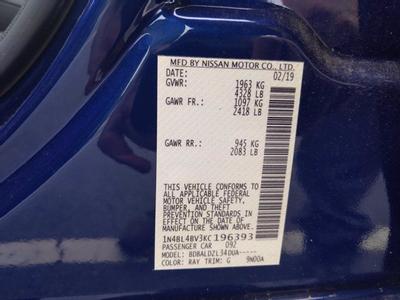 MFD BY NISSAN MOTOR CO., LTD.
DATE: 02/19
GVWR: 1963 KG
4328 LB
GAWR FR.: 1097 KG
2418 LB
GAWR RR.: 945 KG
2083 LB
THIS VEHICLE CONFORMS
TO ALL APPLICABLE FEDERAL
MOTOR VEHICLE SAFETY,
BUMPER, AND THEFT
PREVENTION STANDARDS IN
EFFECT ON THE DATE OF
MANUFACTURE SHOWN ABOVE.
1N4BL4BV3KC196393
PASSENGER CAR 092
MODEL: BDBALDZL34DUA-----
COLOR: RAY TRIM: G 9N00A